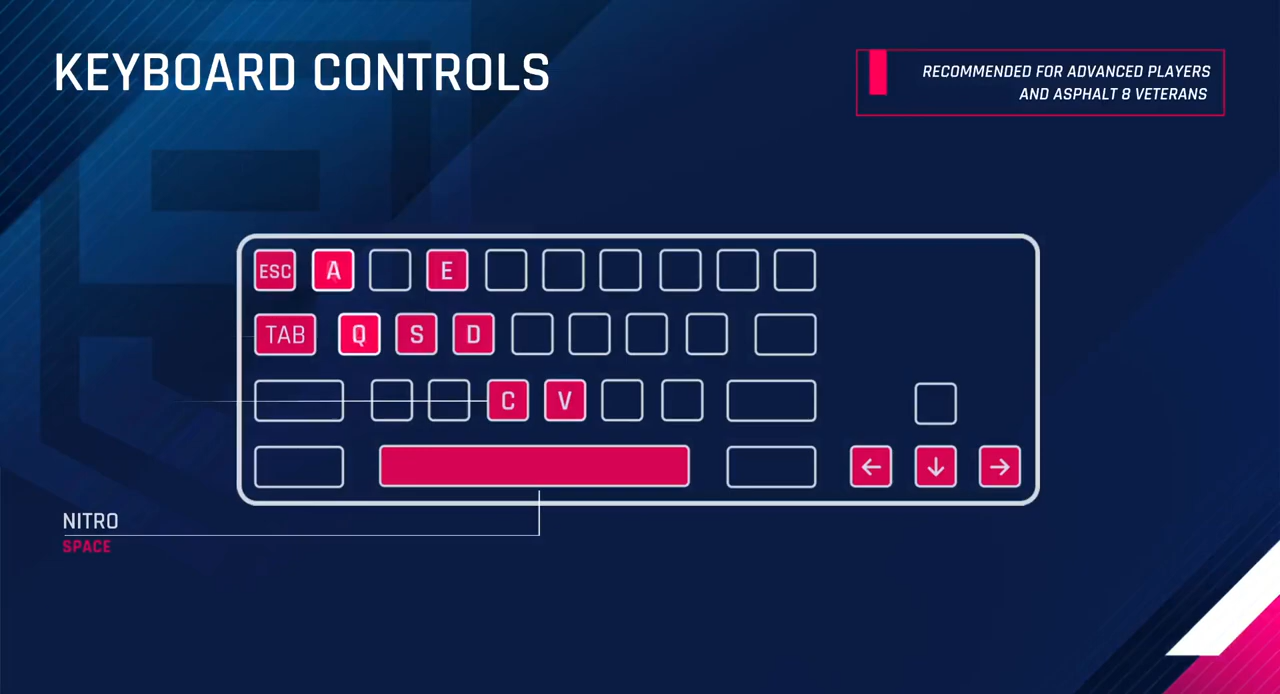 KEYBOARD CONTROLS
RECOMMENDED FOR ADVANCED PLAYERS
AND ASPHALT 8 VETERANS
ESC A E
TAB Q S D
C V
← ↓ →
NITRO
SPACE